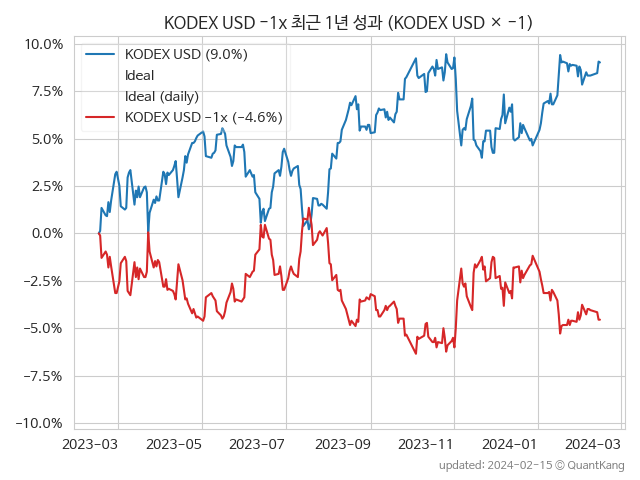 KODEX USD −1x 최근 1년 성과 (KODEX USD × −1)
10.0%
7.5%
5.0%
2.5%
0.0%
−2.5%
−5.0%
−7.5%
−10.0%
KODEX USD (9.0%)
Ideal
Ideal (daily)
KODEX USD −1x (−4.6%)
2023-03 2023-05 2023-07 2023-09 2023-11 2024-01 2024-03
updated: 2024-02-15 © QuantKang